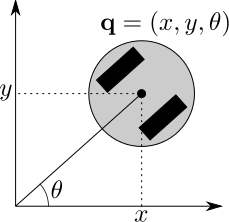 q = (x, y, θ)
y
θ
x